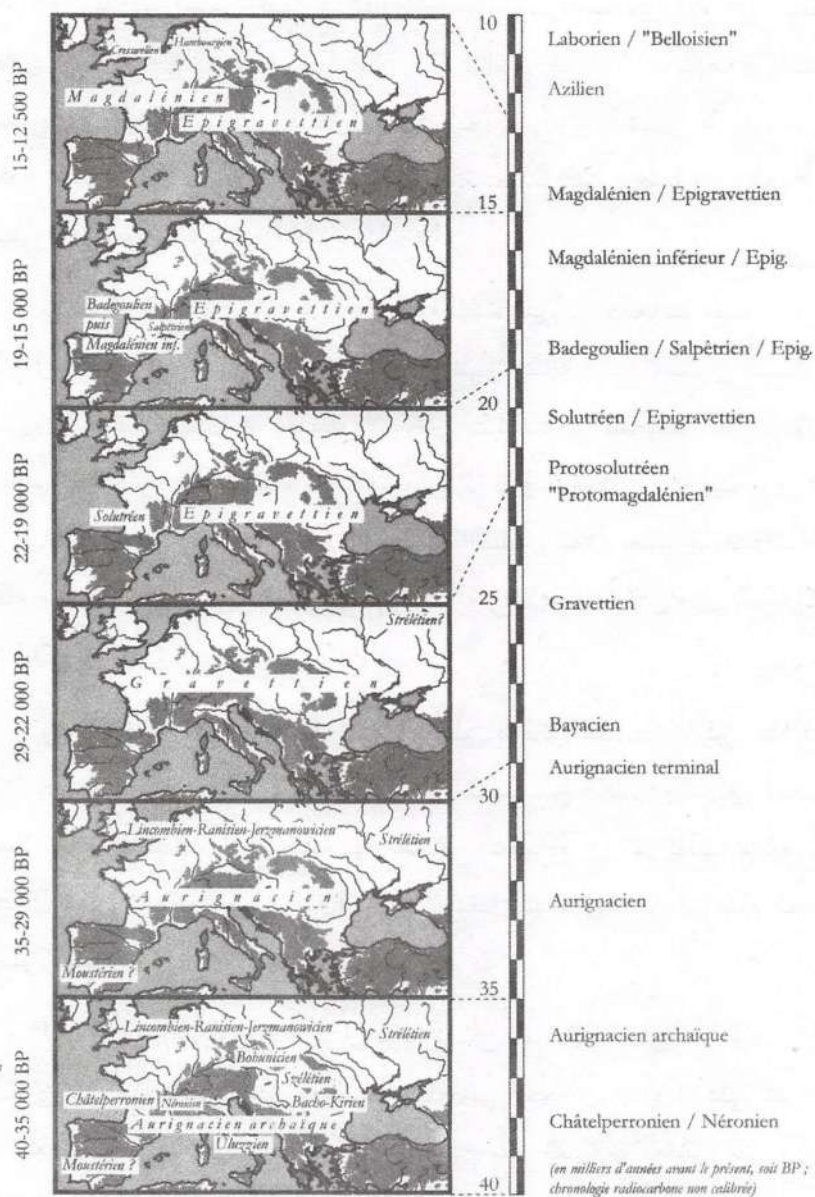 15-12 500 BP
Creswellien
Hambourgien
Magdalénien
Epigravettien
19-15 000 BP
Badegoulien
puis
Magdalénien inf.
Salpêtrien
Epigravettien
22-19 000 BP
Solutréen
Epigravettien
29-22 000 BP
Strélétien?
Gravettien
35-29 000 BP
Lincombien-Ranisien-Jerzmanowicien
Strélétien
Aurignacien
Moustérien ?
40-35 000 BP
Lincombien-Ranisien-Jerzmanowicien
Strélétien
Bohunicien
Szélétien
Châtelperronien
Néronien
Bacho-Kirien
Aurignacien archaïque
Uluzzien
Moustérien ?
10
Laborien / "Belloisien"
Azilien
Magdalénien / Epigravettien
15
Magdalénien inférieur / Epig.
Badegoulien / Salpêtrien / Epig.
20
Solutréen / Epigravettien
Protosolutréen
"Protomagdalénien"
25
Gravettien
Bayacien
Aurignacien terminal
30
Aurignacien
35
Aurignacien archaïque
Châtelperronien / Néronien
40
(en milliers d'années avant le présent, soit BP ;
chronologie radiocarbone non calibrée)